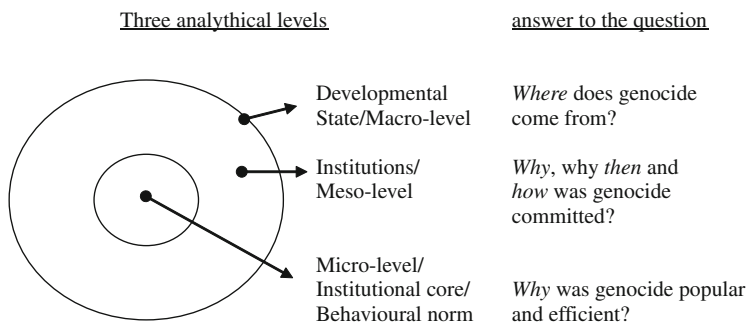 Three analytical levels answer to the question
Developmental Where does genocide
State/Macro-level come from?
Institutions/ Why, why then and
Meso-level how was genocide
committed?
Micro-level/
Institutional core/ Why was genocide popular
Behavioural norm and efficient?